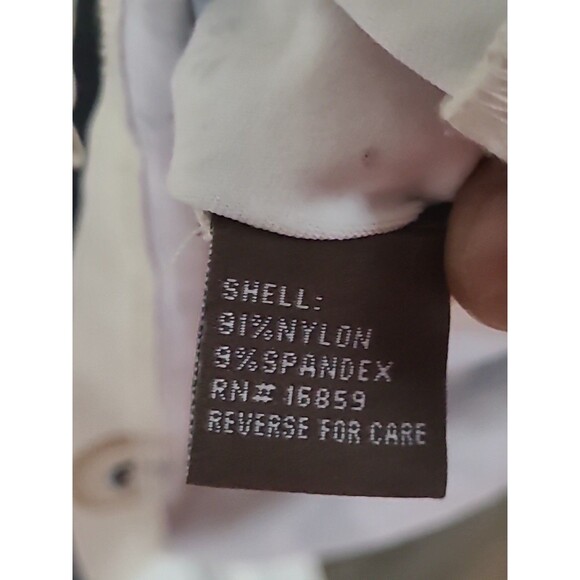 SHELL:
91%NYLON
9%SPANDEX
RN# 16859
REVERSE FOR CARE